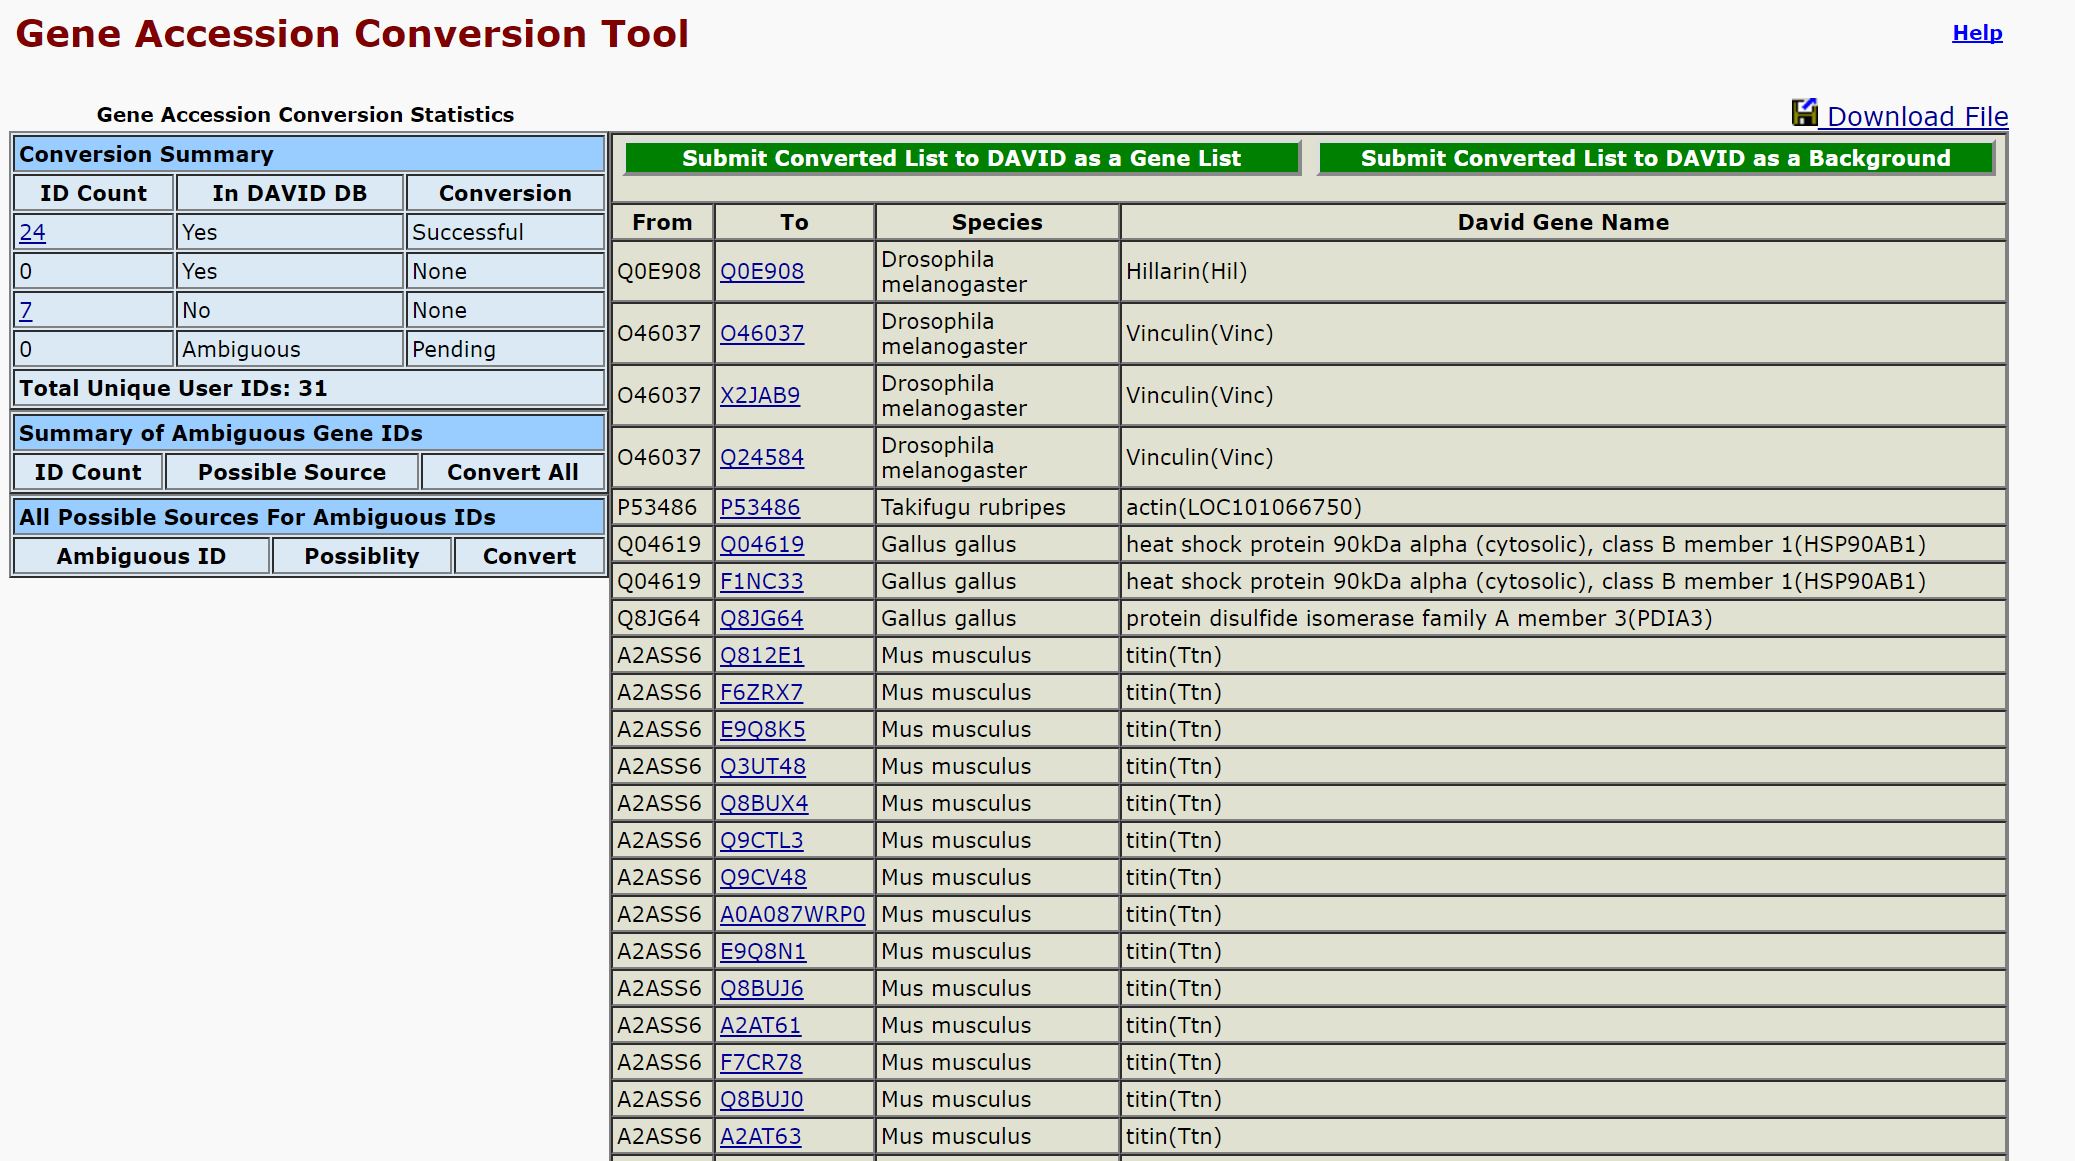 Gene Accession Conversion Tool
Help
Gene Accession Conversion Statistics
Download File
Conversion Summary
ID Count In DAVID DB Conversion
24 Yes Successful
0 Yes None
7 No None
0 Ambiguous Pending
Total Unique User IDs: 31
Summary of Ambiguous Gene IDs
ID Count Possible Source Convert All
All Possible Sources For Ambiguous IDs
Ambiguous ID Possiblity Convert
Submit Converted List to DAVID as a Gene List Submit Converted List to DAVID as a Background
From To Species David Gene Name
Q0E908 Q0E908 Drosophila melanogaster Hillarin(Hil)
O46037 O46037 Drosophila melanogaster Vinculin(Vinc)
O46037 X2JAB9 Drosophila melanogaster Vinculin(Vinc)
O46037 Q24584 Drosophila melanogaster Vinculin(Vinc)
P53486 P53486 Takifugu rubripes actin(LOC101066750)
Q04619 Q04619 Gallus gallus heat shock protein 90kDa alpha (cytosolic), class B member 1(HSP90AB1)
Q04619 F1NC33 Gallus gallus heat shock protein 90kDa alpha (cytosolic), class B member 1(HSP90AB1)
Q8JG64 Q8JG64 Gallus gallus protein disulfide isomerase family A member 3(PDIA3)
A2ASS6 Q812E1 Mus musculus titin(Ttn)
A2ASS6 F6ZRX7 Mus musculus titin(Ttn)
A2ASS6 E9Q8K5 Mus musculus titin(Ttn)
A2ASS6 Q3UT48 Mus musculus titin(Ttn)
A2ASS6 Q8BUX4 Mus musculus titin(Ttn)
A2ASS6 Q9CTL3 Mus musculus titin(Ttn)
A2ASS6 Q9CV48 Mus musculus titin(Ttn)
A2ASS6 A0A087WRP0 Mus musculus titin(Ttn)
A2ASS6 E9Q8N1 Mus musculus titin(Ttn)
A2ASS6 Q8BUJ6 Mus musculus titin(Ttn)
A2ASS6 A2AT61 Mus musculus titin(Ttn)
A2ASS6 F7CR78 Mus musculus titin(Ttn)
A2ASS6 Q8BUJ0 Mus musculus titin(Ttn)
A2ASS6 A2AT63 Mus musculus titin(Ttn)